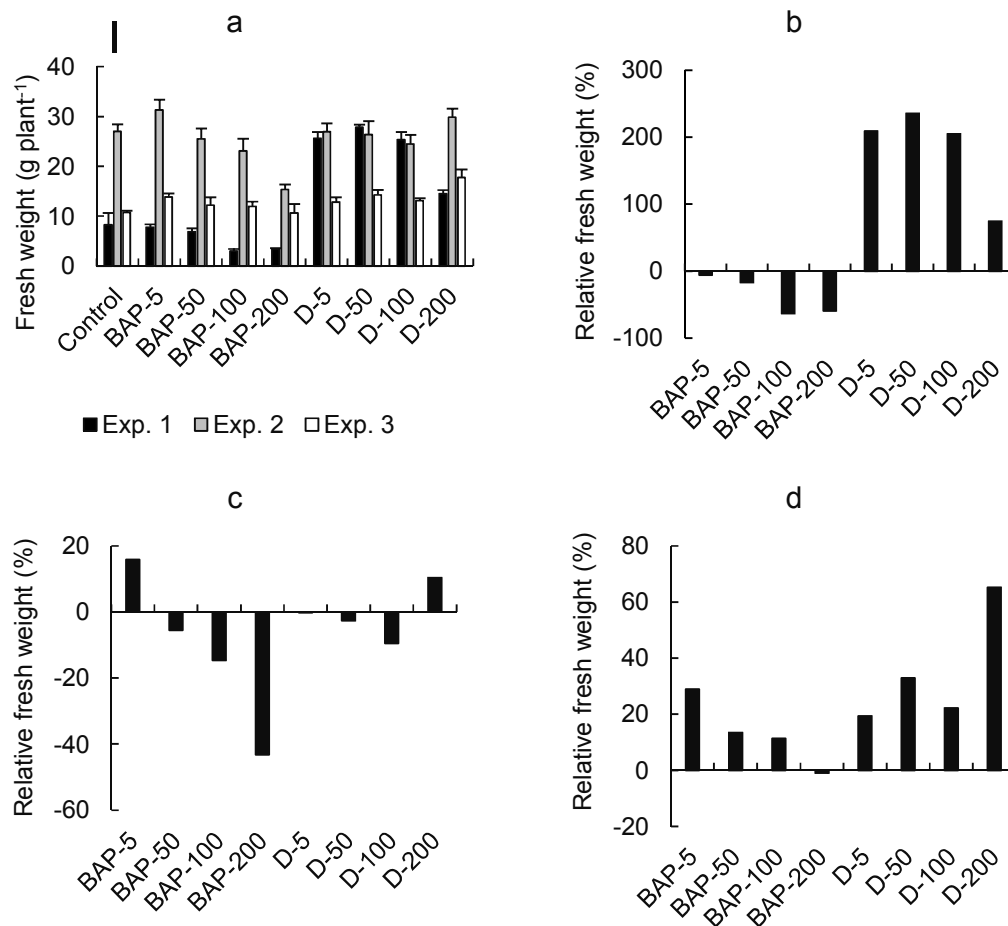 a
Fresh weight (g plant⁻¹)
40
30
20
10
0
Control
BAP-5
BAP-50
BAP-100
BAP-200
D-5
D-50
D-100
D-200
Exp. 1 Exp. 2 Exp. 3
b
Relative fresh weight (%)
300
200
100
0
-100
BAP-5
BAP-50
BAP-100
BAP-200
D-5
D-50
D-100
D-200
c
Relative fresh weight (%)
20
0
-20
-40
-60
BAP-5
BAP-50
BAP-100
BAP-200
D-5
D-50
D-100
D-200
d
Relative fresh weight (%)
80
60
40
20
0
-20
BAP-5
BAP-50
BAP-100
BAP-200
D-5
D-50
D-100
D-200